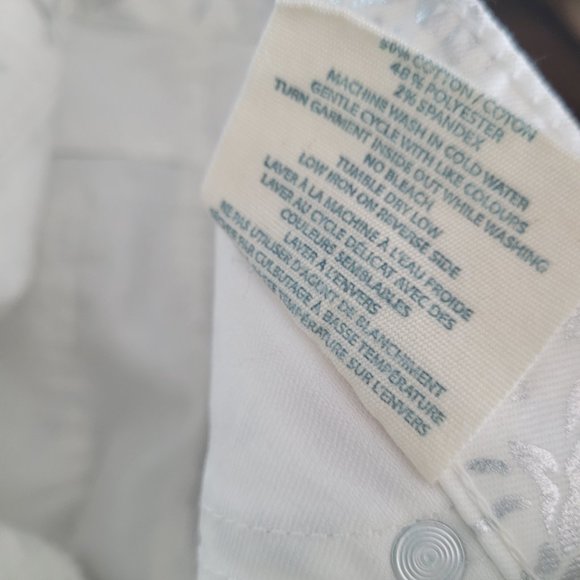 50% COTTON / COTON
48% POLYESTER
2% SPANDEX
MACHINE WASH IN COLD WATER
GENTLE CYCLE WITH LIKE COLOURS
TURN GARMENT INSIDE OUT WHILE WASHING
NO BLEACH
TUMBLE DRY LOW
LOW IRON ON REVERSE SIDE
LAVER À LA MACHINE À L'EAU FROIDE
LAVER AU CYCLE DÉLICAT AVEC DES
COULEURS SEMBLABLES
LAVER À L'ENVERS
NE PAS UTILISER D'AGENT DE BLANCHIMENT
PAR CULBUTAGE À BASSE TEMPÉRATURE
TEMPÉRATURE SUR L'ENVERS